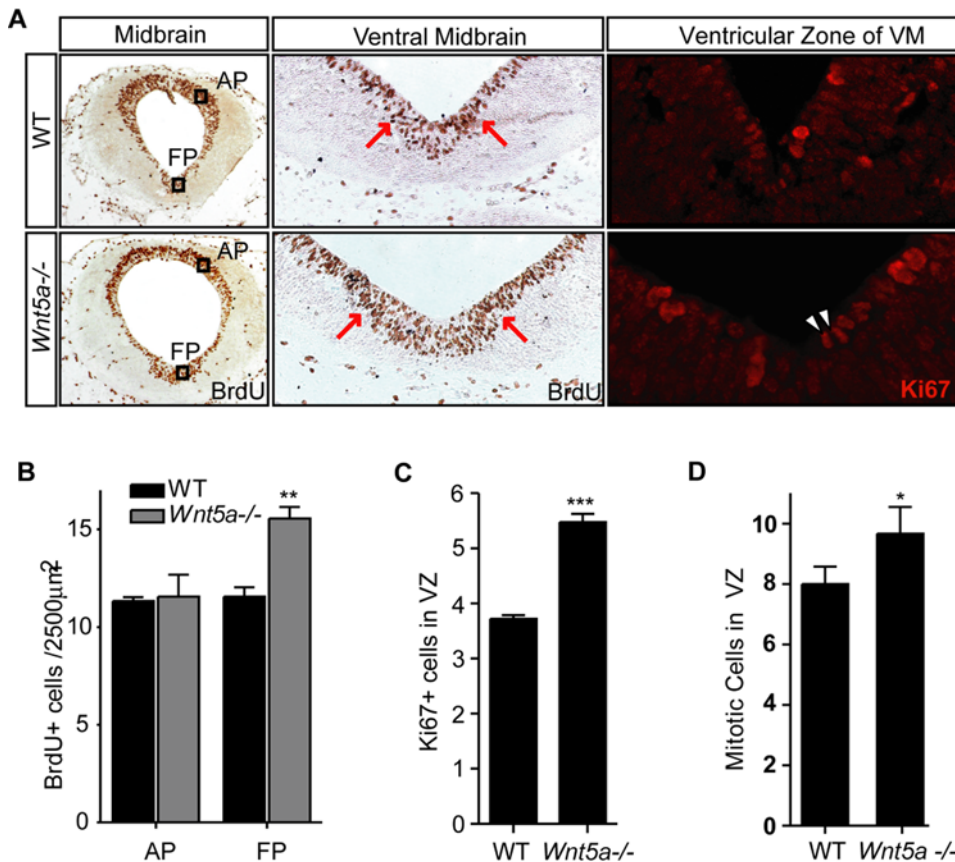 A
Midbrain
Ventral Midbrain
Ventricular Zone of VM
WT
AP
FP
Wnt5a-/-
AP
FP
BrdU
BrdU
Ki67
B
WT
Wnt5a-/-
**
BrdU+ cells /2500µm2
15
10
5
0
AP
FP
C
***
Ki67+ cells in VZ
6
5
4
3
2
1
0
WT
Wnt5a-/-
D
*
Mitotic Cells in VZ
10
8
6
4
2
0
WT
Wnt5a -/-